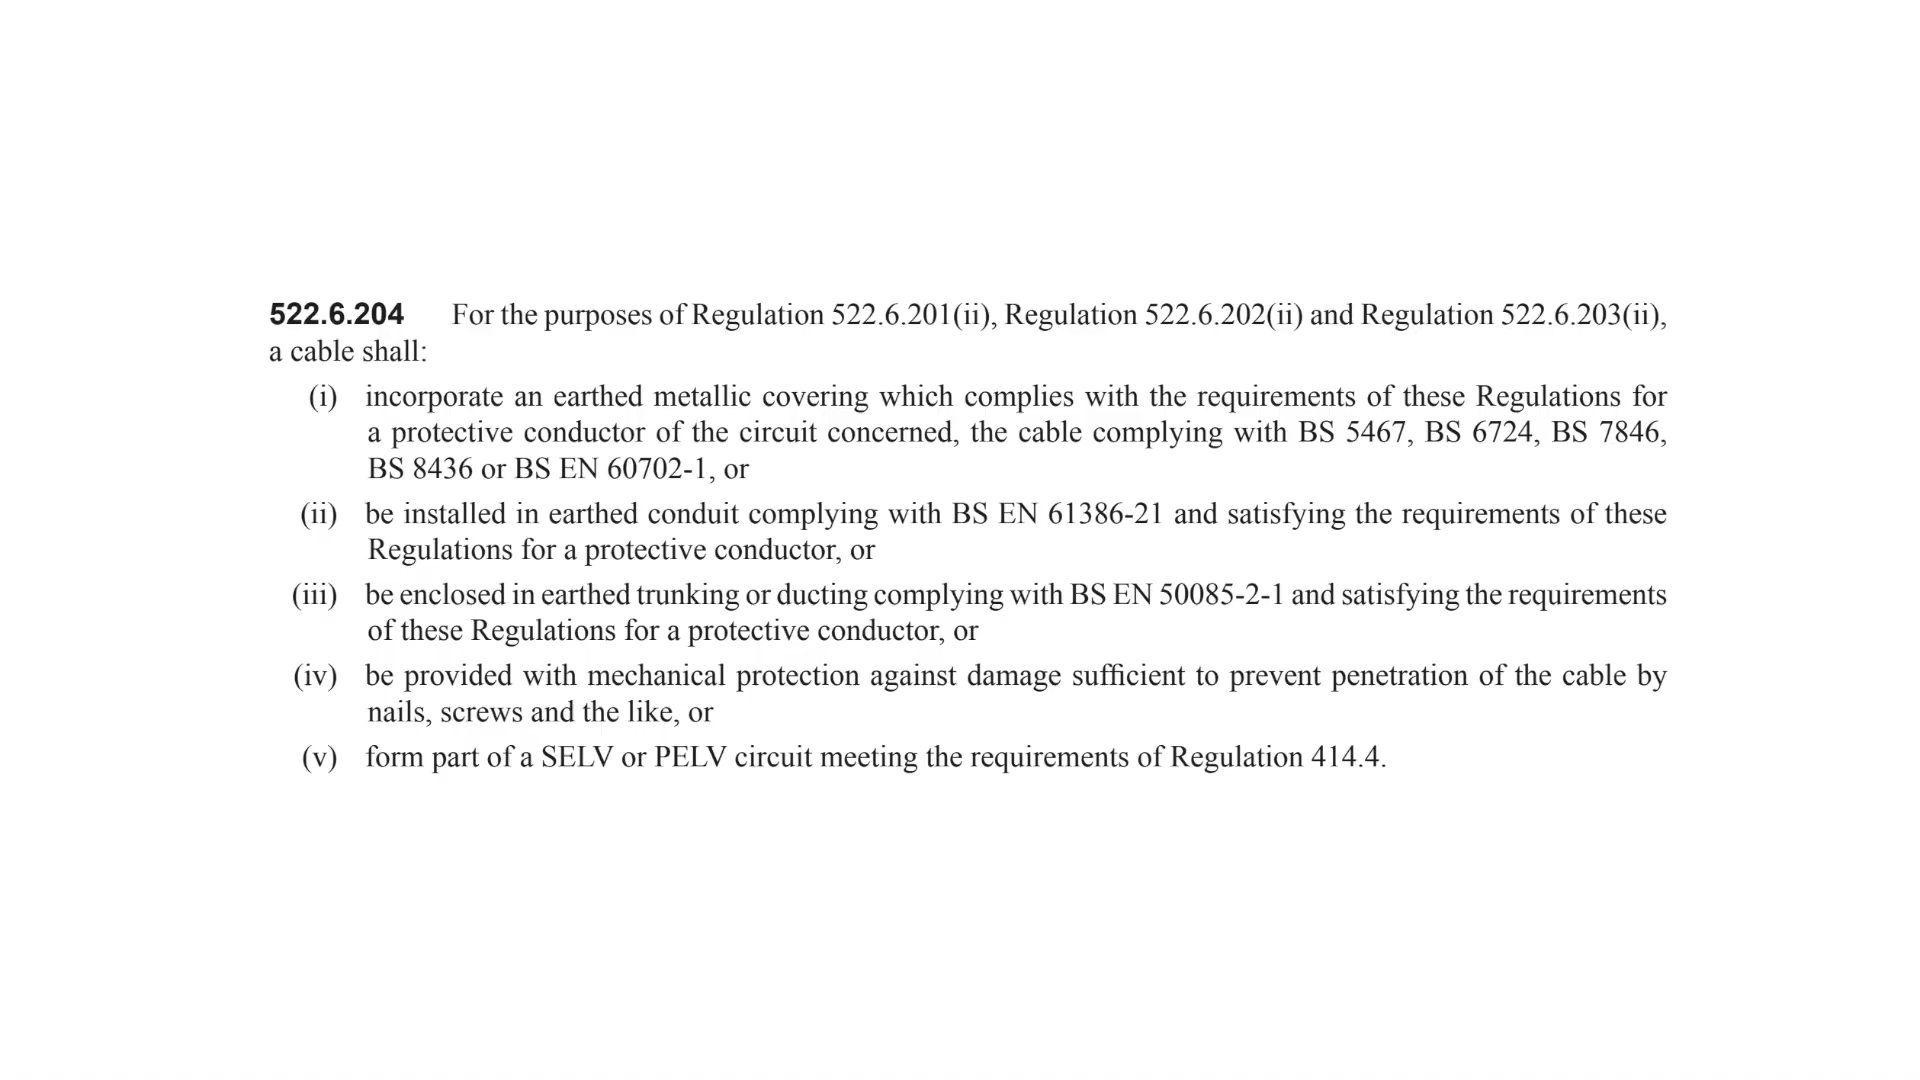 522.6.204 For the purposes of Regulation 522.6.201(ii), Regulation 522.6.202(ii) and Regulation 522.6.203(ii),
a cable shall:
(i) incorporate an earthed metallic covering which complies with the requirements of these Regulations for
a protective conductor of the circuit concerned, the cable complying with BS 5467, BS 6724, BS 7846,
BS 8436 or BS EN 60702-1, or
(ii) be installed in earthed conduit complying with BS EN 61386-21 and satisfying the requirements of these
Regulations for a protective conductor, or
(iii) be enclosed in earthed trunking or ducting complying with BS EN 50085-2-1 and satisfying the requirements
of these Regulations for a protective conductor, or
(iv) be provided with mechanical protection against damage sufficient to prevent penetration of the cable by
nails, screws and the like, or
(v) form part of a SELV or PELV circuit meeting the requirements of Regulation 414.4.